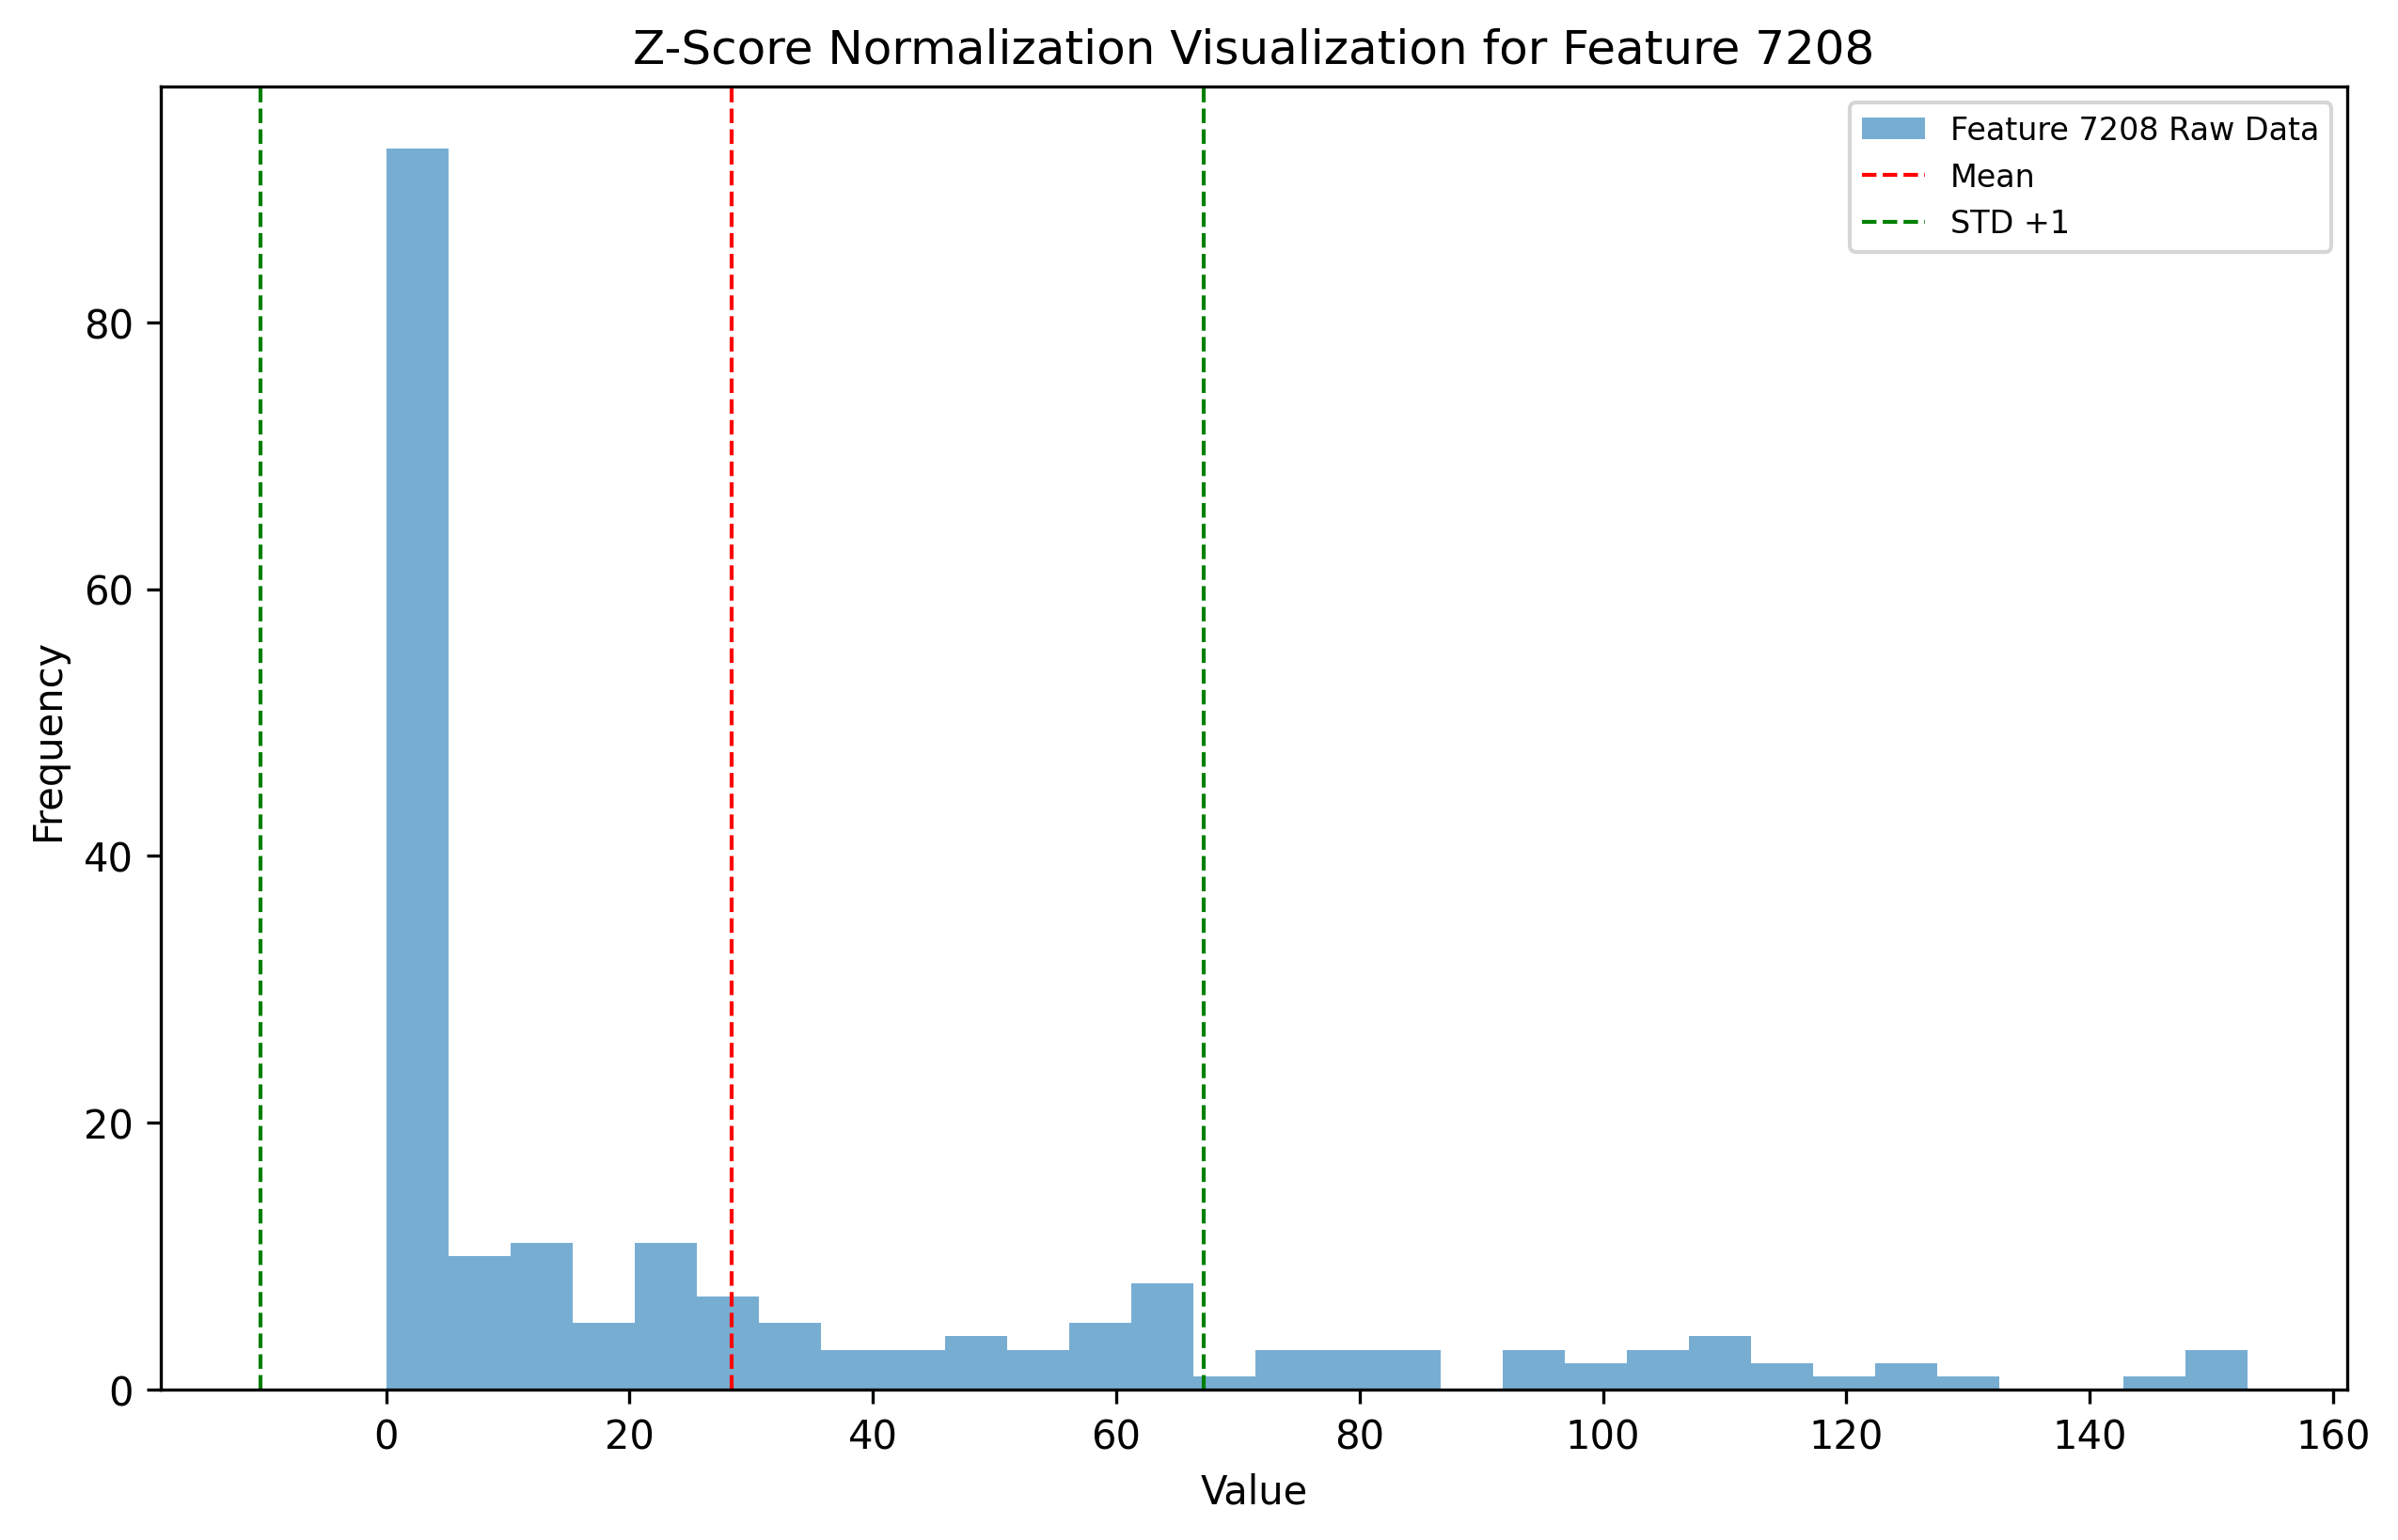 Z-Score Normalization Visualization for Feature 7208
Feature 7208 Raw Data
Mean
STD +1
80
60
40
20
0
Frequency
0 20 40 60 80 100 120 140 160
Value